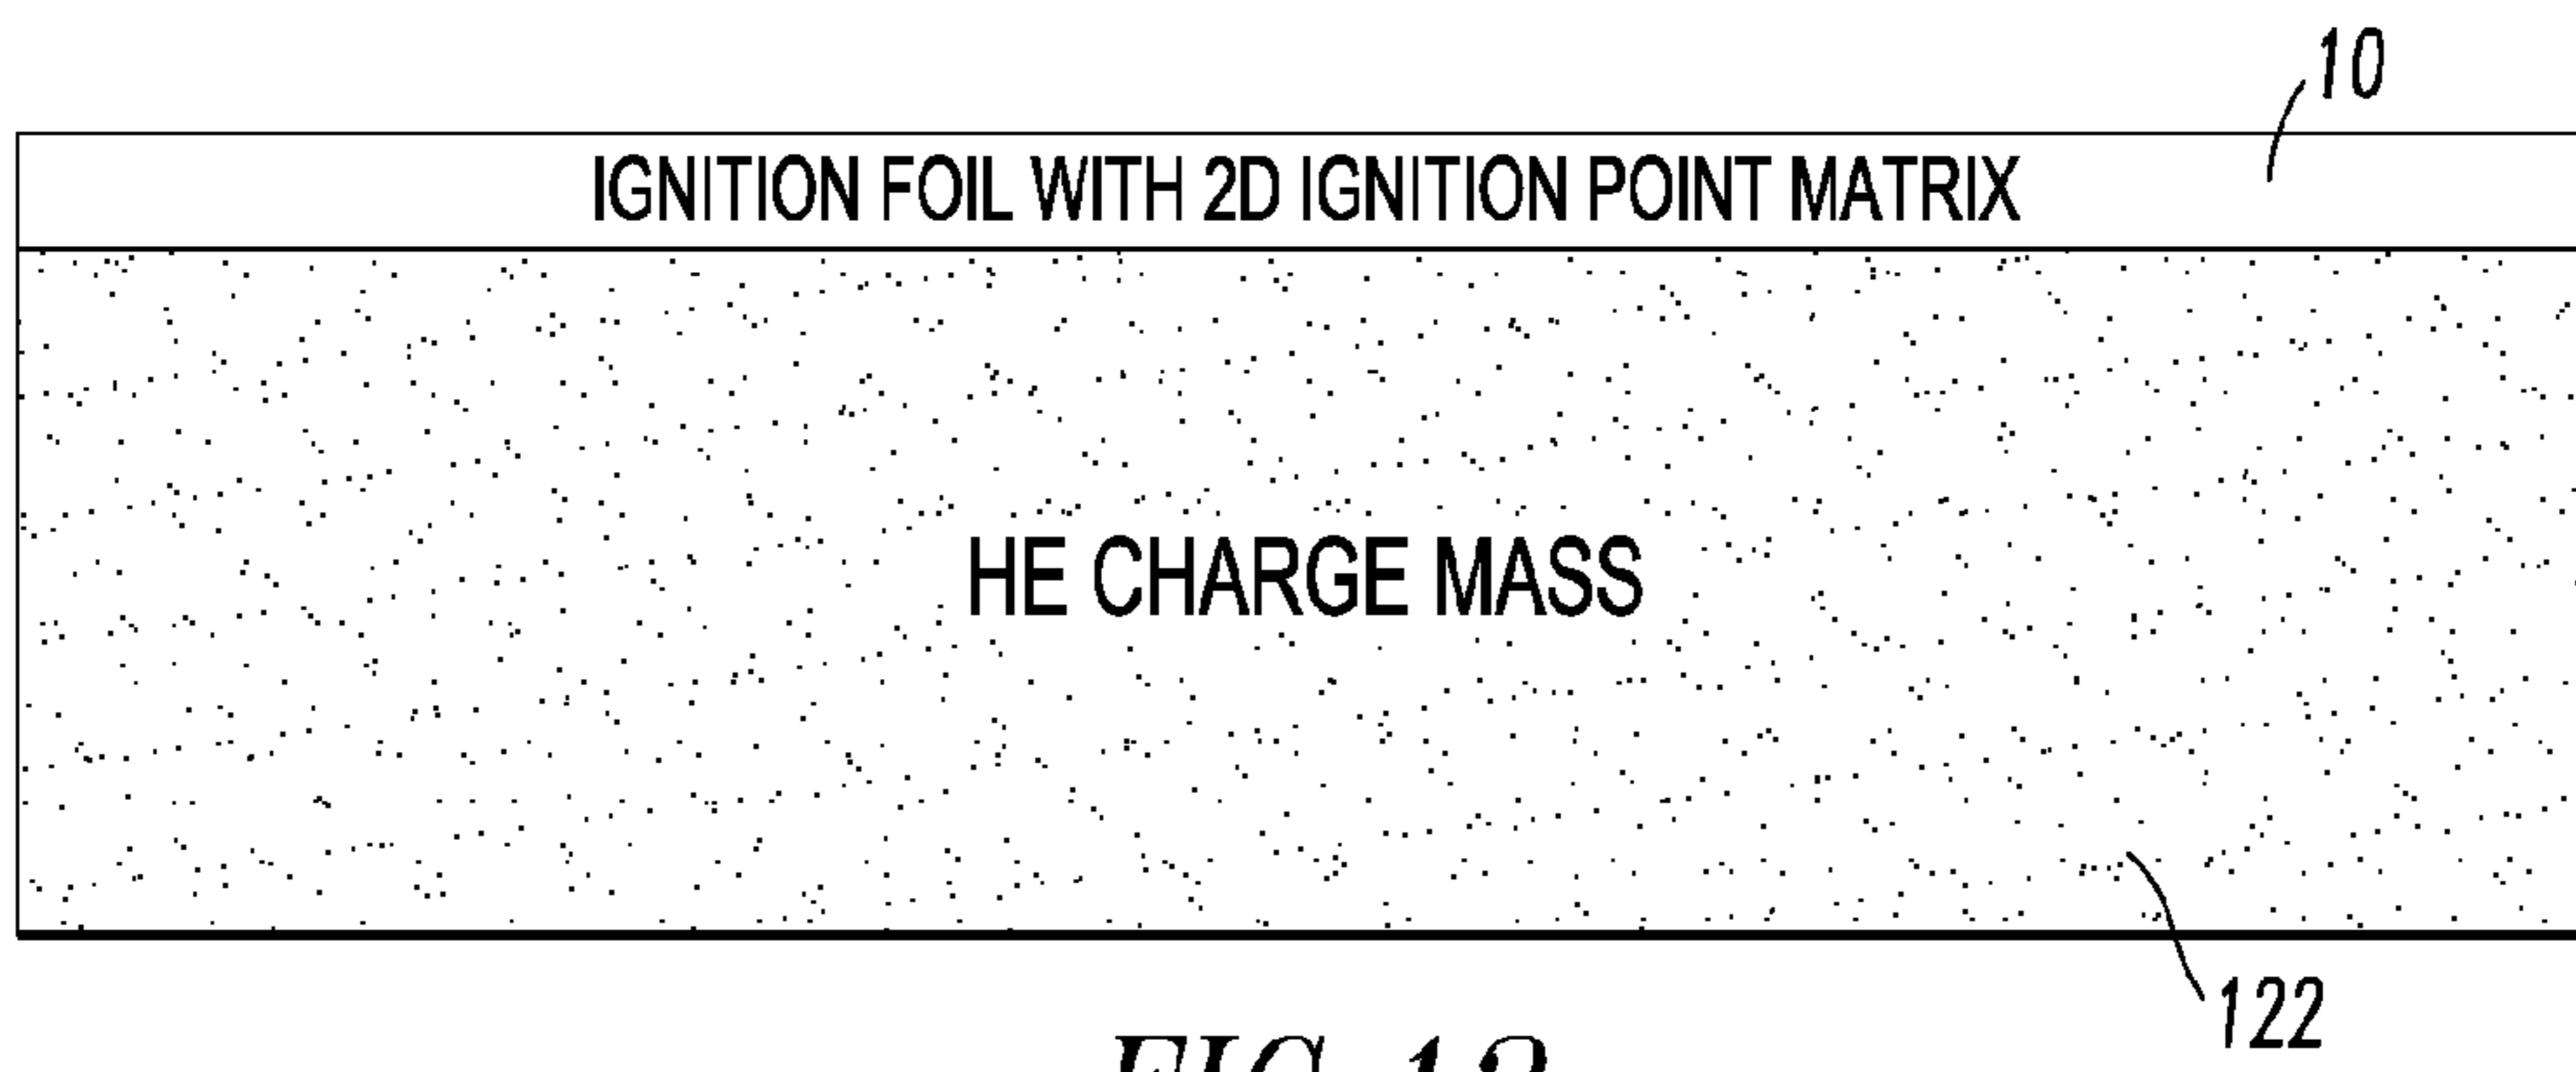 10
IGNITION FOIL WITH 2D IGNITION POINT MATRIX
HE CHARGE MASS
122